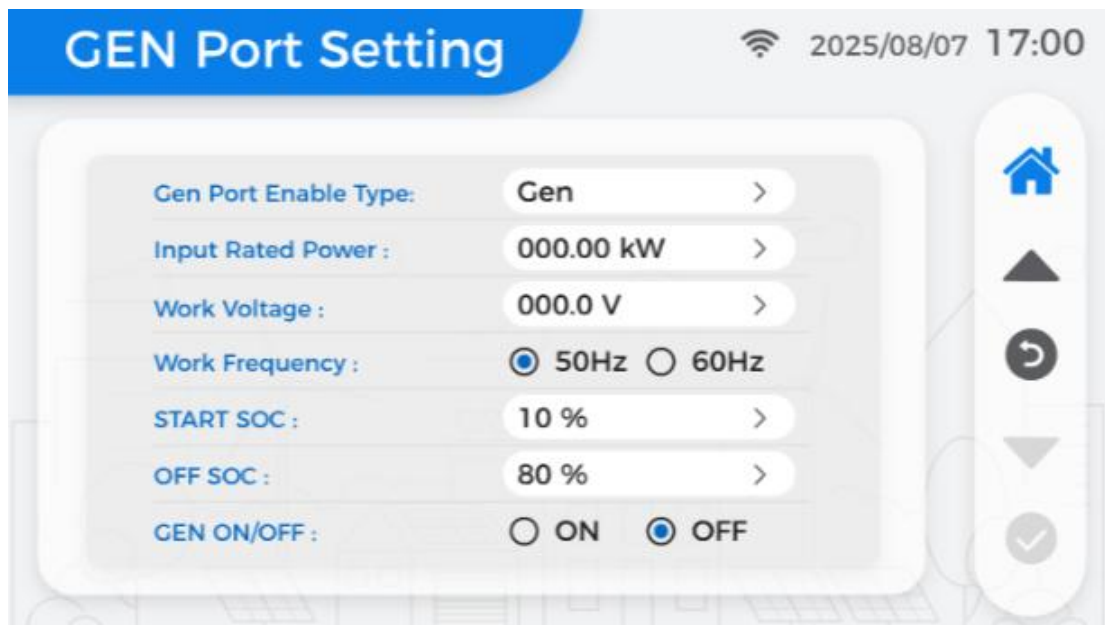 GEN Port Setting 2025/08/07 17:00
Gen Port Enable Type: Gen >
Input Rated Power : 000.00 kW >
Work Voltage : 000.0 V >
Work Frequency : 50Hz 60Hz
START SOC : 10 % >
OFF SOC : 80 % >
GEN ON/OFF : ON OFF